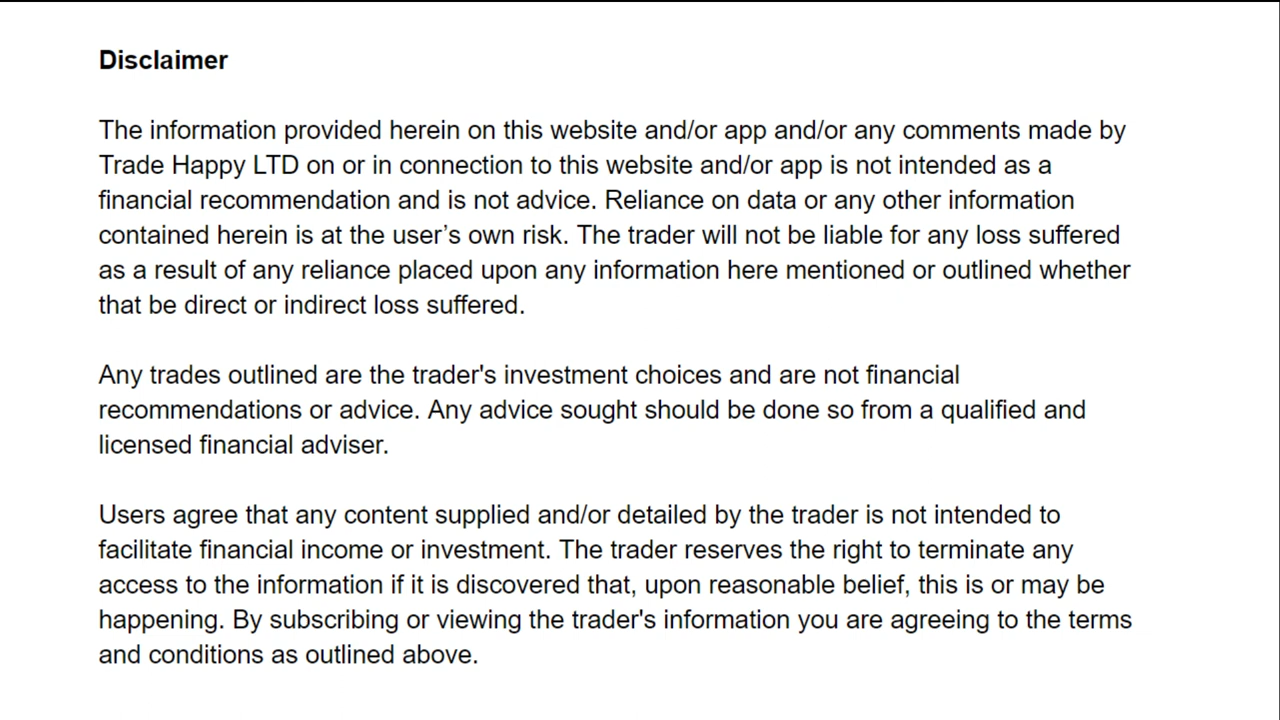 Disclaimer
The information provided herein on this website and/or app and/or any comments made by
Trade Happy LTD on or in connection to this website and/or app is not intended as a
financial recommendation and is not advice. Reliance on data or any other information
contained herein is at the user’s own risk. The trader will not be liable for any loss suffered
as a result of any reliance placed upon any information here mentioned or outlined whether
that be direct or indirect loss suffered.
Any trades outlined are the trader's investment choices and are not financial
recommendations or advice. Any advice sought should be done so from a qualified and
licensed financial adviser.
Users agree that any content supplied and/or detailed by the trader is not intended to
facilitate financial income or investment. The trader reserves the right to terminate any
access to the information if it is discovered that, upon reasonable belief, this is or may be
happening. By subscribing or viewing the trader's information you are agreeing to the terms
and conditions as outlined above.